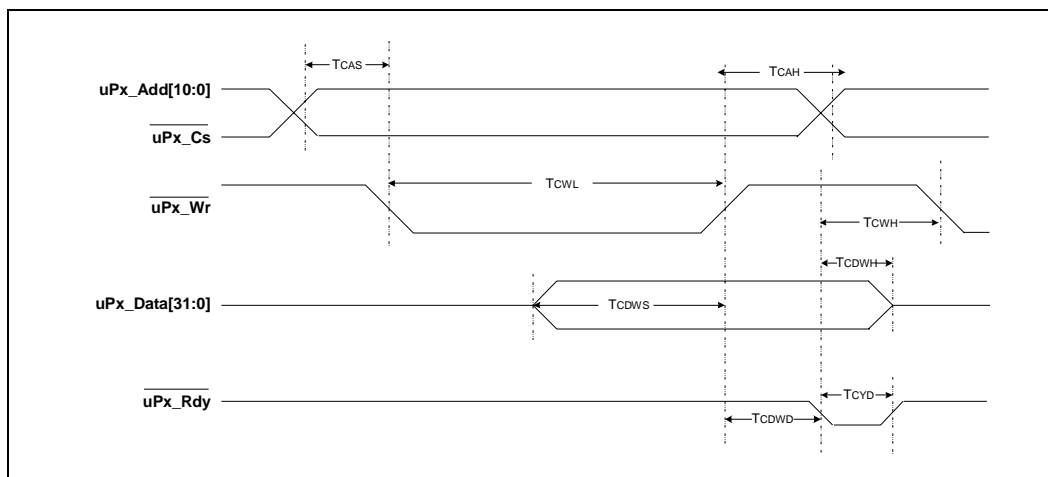 TCAS
TCAH
uPx_Add[10:0]
uPx_Cs
TCWL
uPx_Wr
TCWH
TCDWH
uPx_Data[31:0]
TCDWS
uPx_Rdy
TCYD
TCDWD